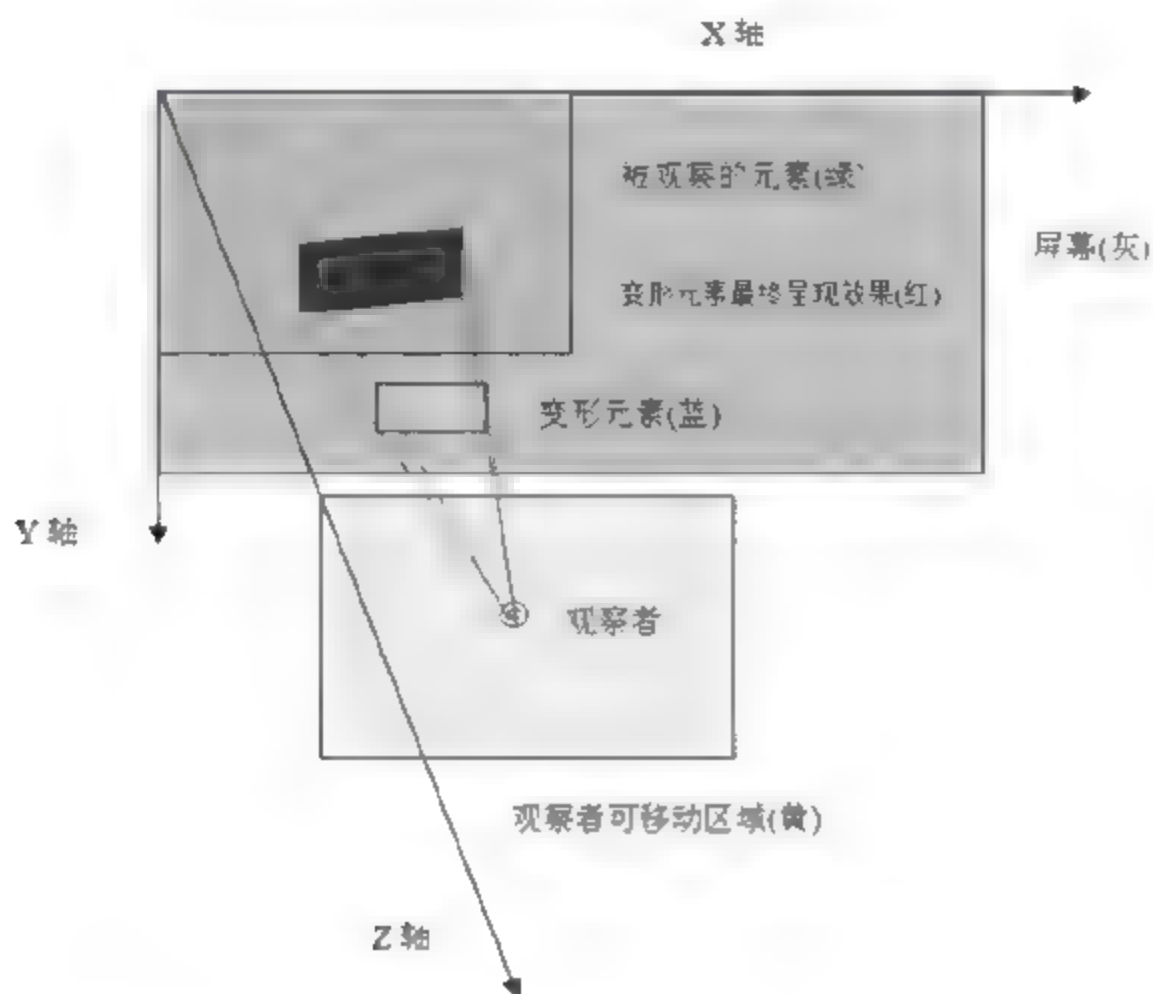 X 轴
被观察的元素(绿)
屏幕(灰)
变形元素最终呈现效果(红)
变形元素(蓝)
Y 轴
观察者
观察者可移动区域(黄)
Z 轴